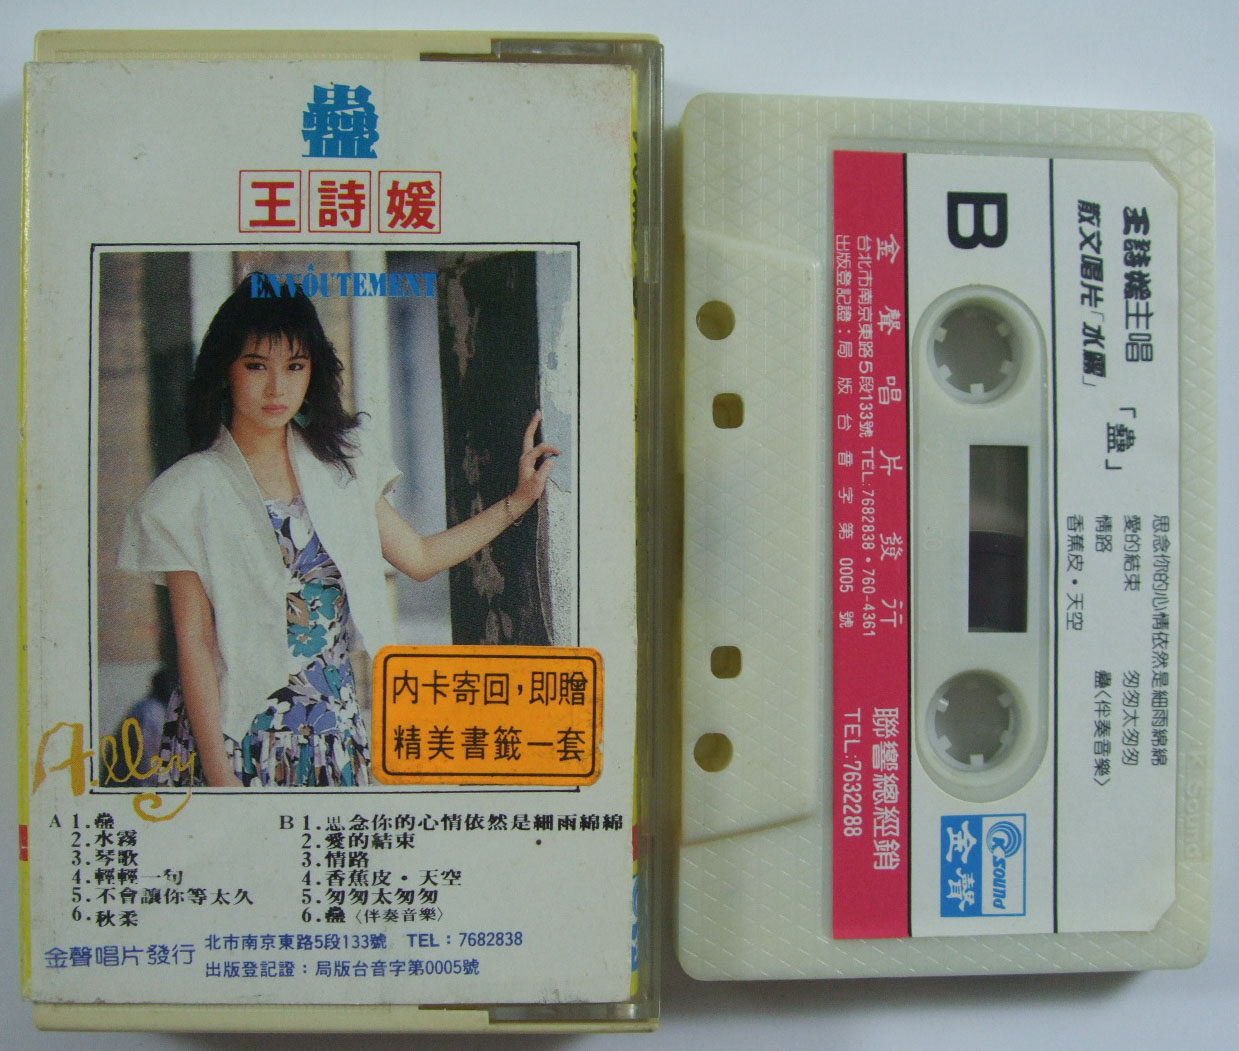 蠱
王詩媛
ENVOÛTEMENT
內卡寄回，即贈
精美書籤一套
A.llay
A 1.蠱
2.水霧
3.琴歌
4.輕輕一句
5.不會讓你等太久
6.秋柔
B 1.思念你的心情依然是細雨綿綿
2.愛的結束
3.情路
4.香蕉皮・天空
5.匆匆太匆匆
6.蠱〈伴奏音樂〉
金聲唱片發行
北市南京東路5段133號 TEL：7682838
出版登記證：局版台音字第0005號
王詩媛主唱「蠱」
散文唱片「水霧」
思念你的心情依然是細雨綿綿
愛的結束 匆匆太匆匆
情路 蠱〈伴奏音樂〉
香蕉皮・天空
B
R.sound
金聲
金聲唱片發行 聯響總經銷
台北市南京東路5段133號 TEL:7682838・760-4361 TEL:7632288
出版登記證：局版台音字第0005號
K.Sound